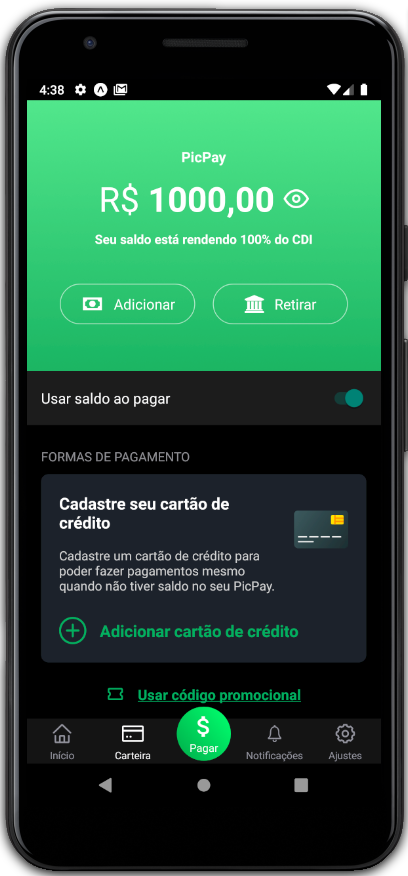 4:38
PicPay
R$ 1000,00
Seu saldo está rendendo 100% do CDI
Adicionar
Retirar
Usar saldo ao pagar
FORMAS DE PAGAMENTO
Cadastre seu cartão de
crédito
Cadastre um cartão de crédito para
poder fazer pagamentos mesmo
quando não tiver saldo no seu PicPay.
Adicionar cartão de crédito
Usar código promocional
Início
Carteira
$
Pagar
Notificações
Ajustes